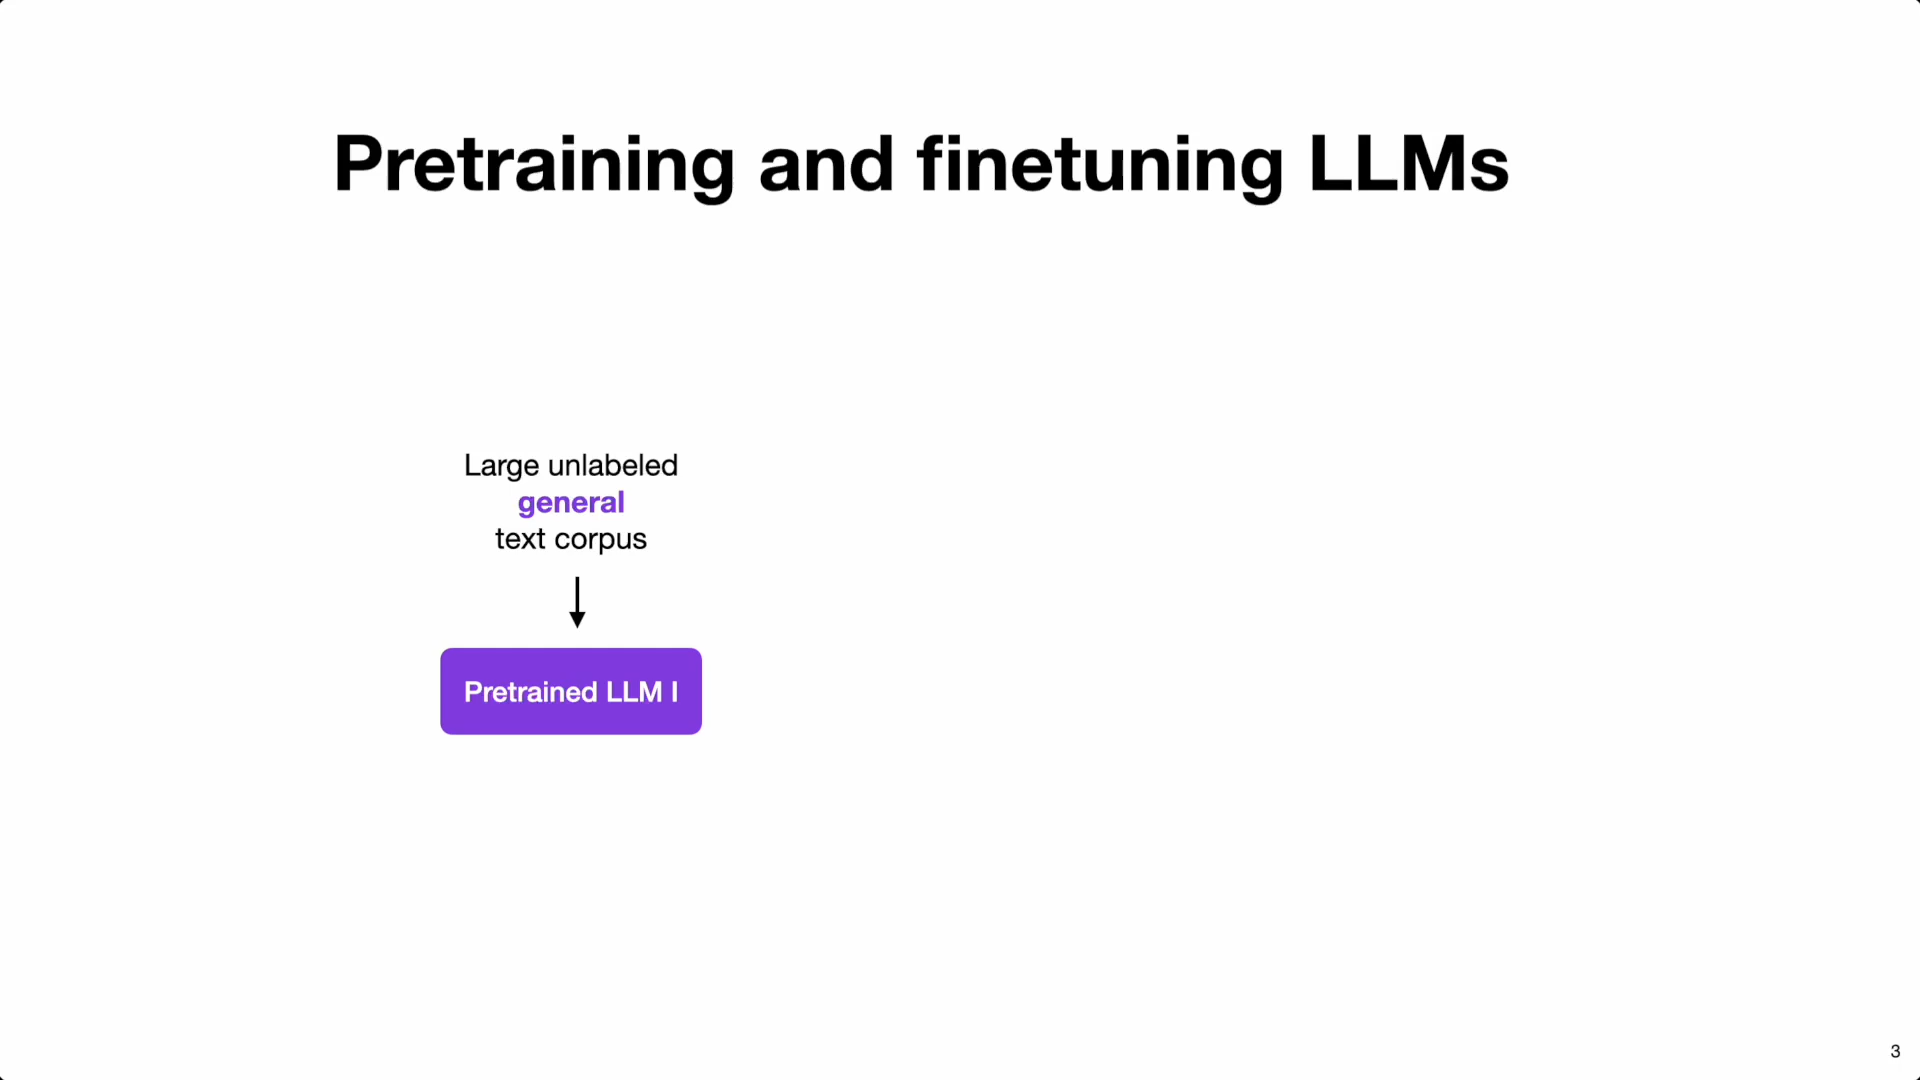 Pretraining and finetuning LLMs
Large unlabeled
general
text corpus
Pretrained LLM I
3